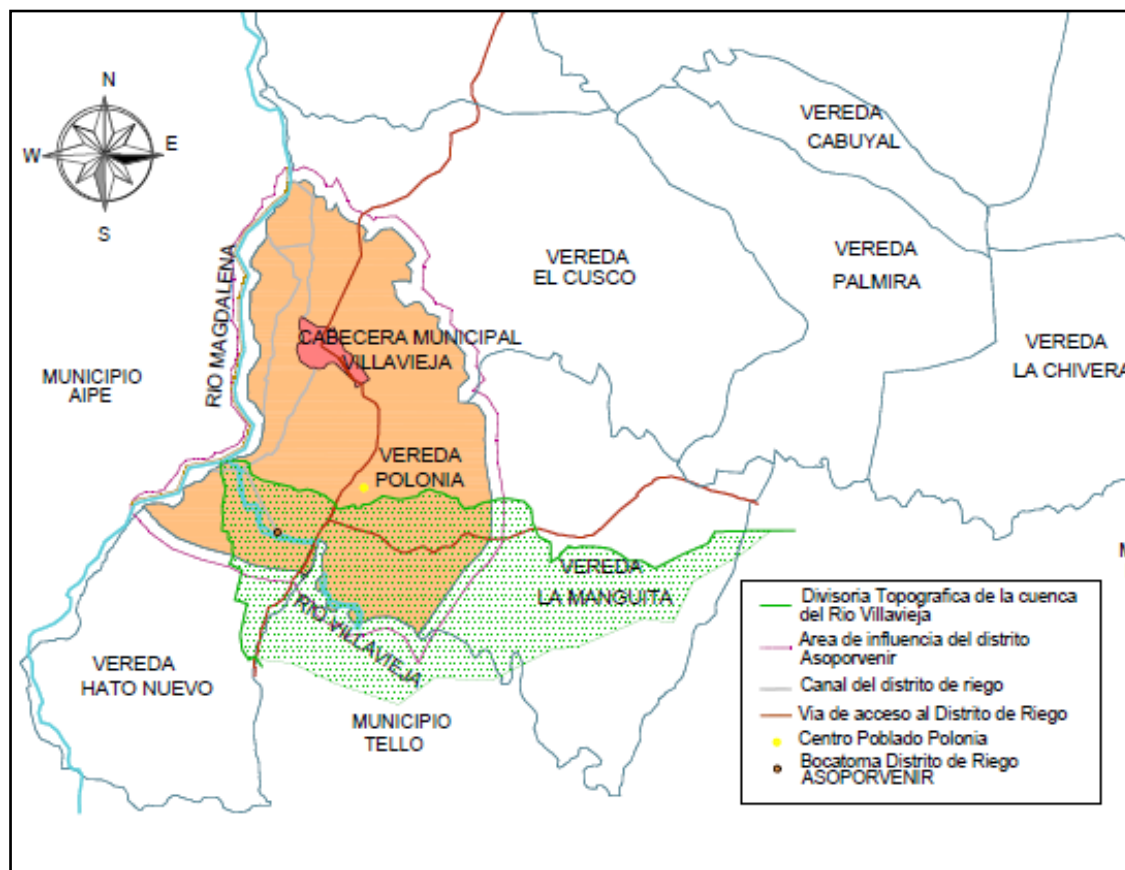 N
W
E
S
VEREDA
CABUYAL
VEREDA
EL CUSCO
VEREDA
PALMIRA
VEREDA
LA CHIVERA
RIO MAGDALENA
CABECERA MUNICIPAL
VILLAVIEJA
MUNICIPIO
AIPE
VEREDA
POLONIA
VEREDA
LA MANGUITA
RIO VILLAVIEJA
VEREDA
HATO NUEVO
MUNICIPIO
TELLO
M
Divisoria Topografica de la cuenca
del Rio Villavieja
Area de influencia del distrito
Asoporvenir
Canal del distrito de riego
Via de acceso al Distrito de Riego
Centro Poblado Polonia
Bocatoma Distrito de Riego
ASOPORVENIR